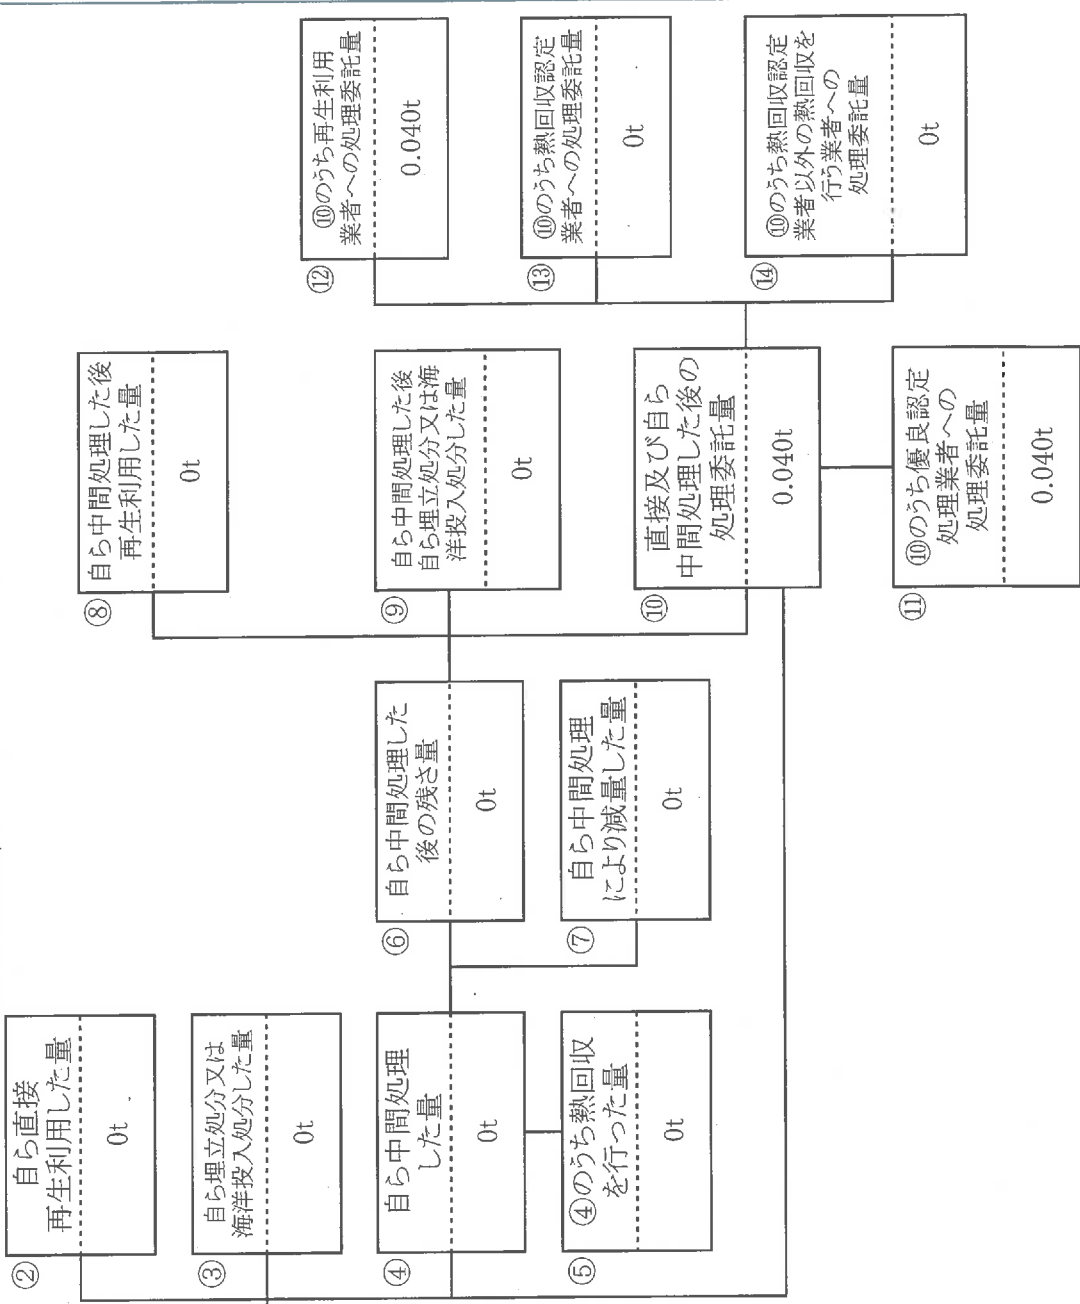 ②
自ら直接
再生利用した量
0t
③
自ら埋立処分又は
海洋投入処分した量
0t
④
自ら中間処理
した量
0t
⑤
④のうち熱回収
を行った量
0t
⑥
自ら中間処理した
後の残さ量
0t
⑦
自ら中間処理
により減量した量
0t
⑧
自ら中間処理した後
再生利用した量
0t
⑨
自ら中間処理した後
自ら埋立処分又は海
洋投入処分した量
0t
⑩
直接及び自ら
中間処理した後の
処理委託量
0.040t
⑪
⑩のうち優良認定
処理業者への
処理委託量
0.040t
⑫
⑩のうち再生利用
業者への処理委託量
0.040t
⑬
⑩のうち熱回収認定
業者への処理委託量
0t
⑭
⑩のうち熱回収認定
業者以外の熱回収を
行う業者への
処理委託量
0t